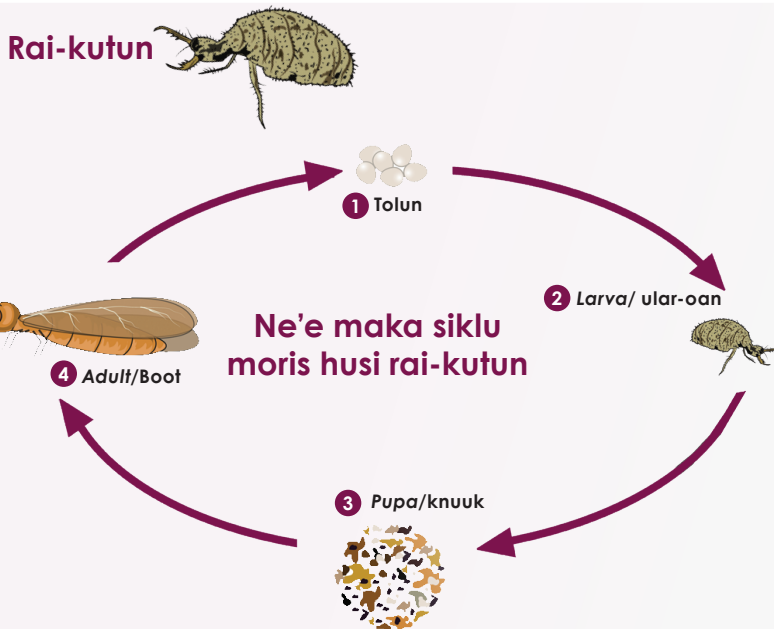 Rai-kutun
1 Tolun
2 Larva/ ular-oan
Ne'e maka siklu
moris husi rai-kutun
4 Adult/Boot
3 Pupa/knuuk